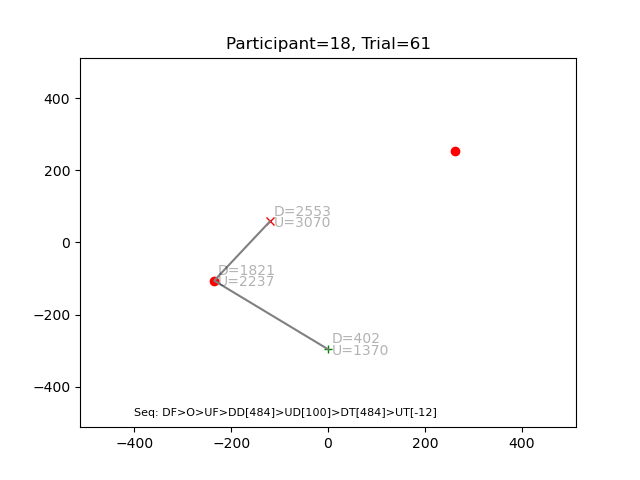 Participant=18, Trial=61
400
200
0
−200
−400
D=2553
U=3070
D=1821
U=2237
D=402
U=1370
Seq: DF>O>UF>DD[484]>UD[100]>DT[484]>UT[-12]
−400
−200
0
200
400